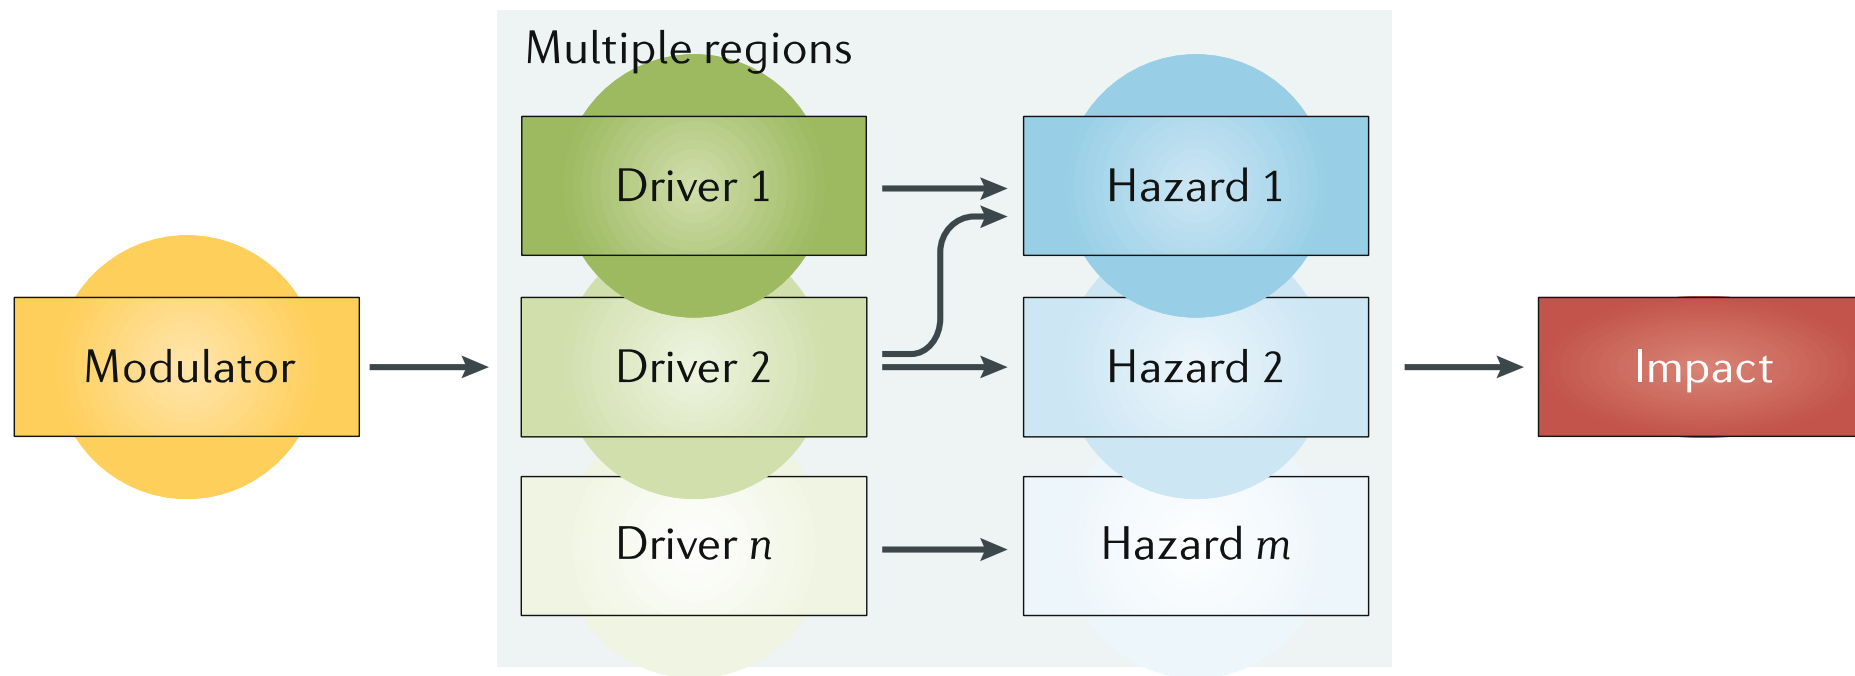 Multiple regions
Driver 1
Hazard 1
Modulator
Driver 2
Hazard 2
Impact
Driver n
Hazard m